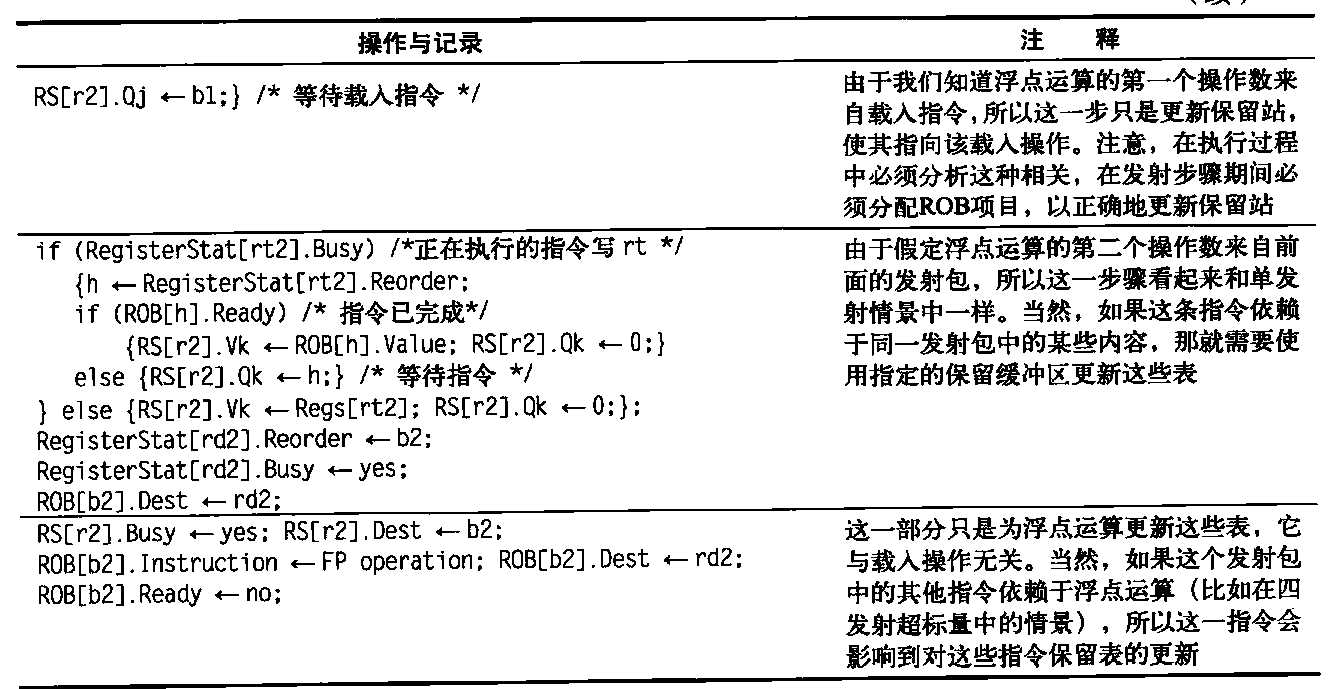 (续)
操作与记录 注 释
RS[r2].Qj ←b1;} /* 等待载入指令 */
由于我们知道浮点运算的第一个操作数来
自载入指令,所以这一步只是更新保留站,
使其指向该载入操作。注意,在执行过程
中必须分析这种相关,在发射步骤期间必
须分配ROB项目,以正确地更新保留站
if (RegisterStat[rt2].Busy) /*正在执行的指令写rt */
{h ←RegisterStat[rt2].Reorder;
if (ROB[h].Ready) /* 指令已完成*/
{RS[r2].Vk ←ROB[h].Value; RS[r2].Qk ←0;}
else {RS[r2].Qk ←h;} /* 等待指令 */
} else {RS[r2].Vk ←Regs[rt2]; RS[r2].Qk ←0;};
RegisterStat[rd2].Reorder ←b2;
RegisterStat[rd2].Busy ←yes;
ROB[b2].Dest ←rd2;
由于假定浮点运算的第二个操作数来自前
面的发射包,所以这一步骤看起来和单发
射情景中一样。当然,如果这条指令依赖
于同一发射包中的某些内容,那就需要使
用指定的保留缓冲区更新这些表
RS[r2].Busy ←yes; RS[r2].Dest ←b2;
ROB[b2].Instruction ←FP operation; ROB[b2].Dest ←rd2;
ROB[b2].Ready ←no;
这一部分只是为浮点运算更新这些表,它
与载入操作无关。当然,如果这个发射包
中的其他指令依赖于浮点运算(比如在四
发射超标量中的情景),所以这一指令会
影响到对这些指令保留表的更新